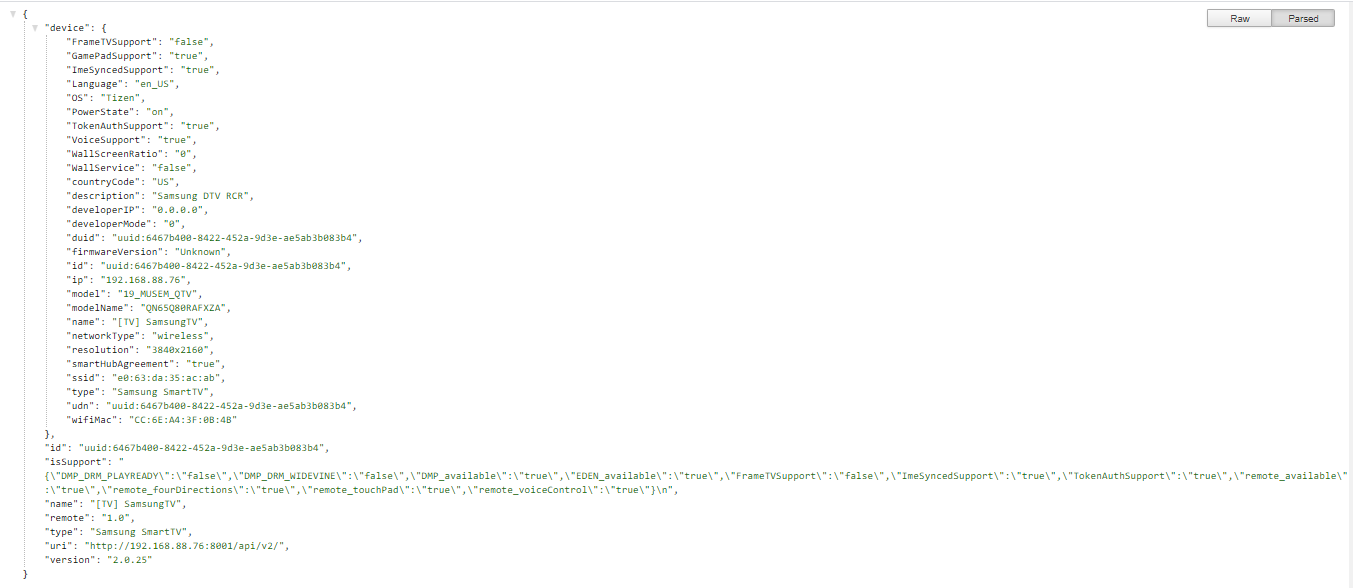 Raw Parsed
{
"device": {
"FrameTVSupport": "false",
"GamePadSupport": "true",
"ImeSyncedSupport": "true",
"Language": "en_US",
"OS": "Tizen",
"PowerState": "on",
"TokenAuthSupport": "true",
"VoiceSupport": "true",
"WallScreenRatio": "0",
"WallService": "false",
"countryCode": "US",
"description": "Samsung DTV RCR",
"developerIP": "0.0.0.0",
"developerMode": "0",
"duid": "uuid:6467b400-8422-452a-9d3e-ae5ab3b083b4",
"firmwareVersion": "Unknown",
"id": "uuid:6467b400-8422-452a-9d3e-ae5ab3b083b4",
"ip": "192.168.88.76",
"model": "19_MUSEM_QTV",
"modelName": "QN65Q80RAFXZA",
"name": "[TV] SamsungTV",
"networkType": "wireless",
"resolution": "3840x2160",
"smartHubAgreement": "true",
"ssid": "e0:63:da:35:ac:ab",
"type": "Samsung SmartTV",
"udn": "uuid:6467b400-8422-452a-9d3e-ae5ab3b083b4",
"wifiMac": "CC:6E:A4:3F:0B:4B"
},
"id": "uuid:6467b400-8422-452a-9d3e-ae5ab3b083b4",
"isSupport": "
{\"DMP_DRM_PLAYREADY\":\"false\",\"DMP_DRM_WIDEVINE\":\"false\",\"DMP_available\":\"true\",\"EDEN_available\":\"true\",\"FrameTVSupport\":\"false\",\"ImeSyncedSupport\":\"true\",\"TokenAuthSupport\":\"true\",\"remote_available\"
:\"true\",\"remote_fourDirections\":\"true\",\"remote_touchPad\":\"true\",\"remote_voiceControl\":\"true\"}\n",
"name": "[TV] SamsungTV",
"remote": "1.0",
"type": "Samsung SmartTV",
"uri": "http://192.168.88.76:8001/api/v2/",
"version": "2.0.25"
}